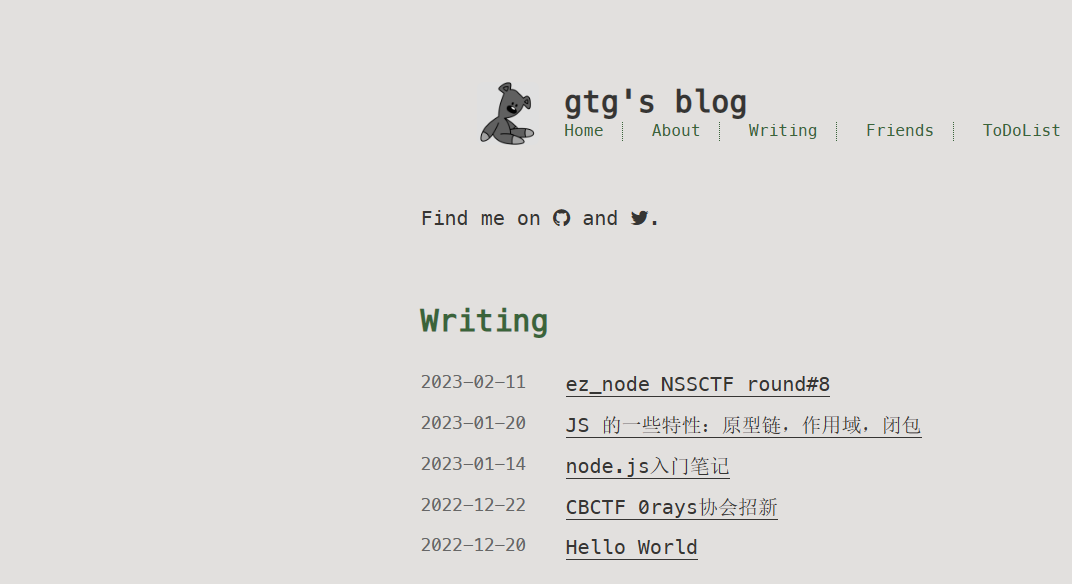 gtg's blog
Home About Writing Friends ToDoList
Find me on and .
Writing
2023-02-11 ez_node NSSCTF round#8
2023-01-20 JS 的一些特性：原型链，作用域，闭包
2023-01-14 node.js入门笔记
2022-12-22 CBCTF 0rays协会招新
2022-12-20 Hello World